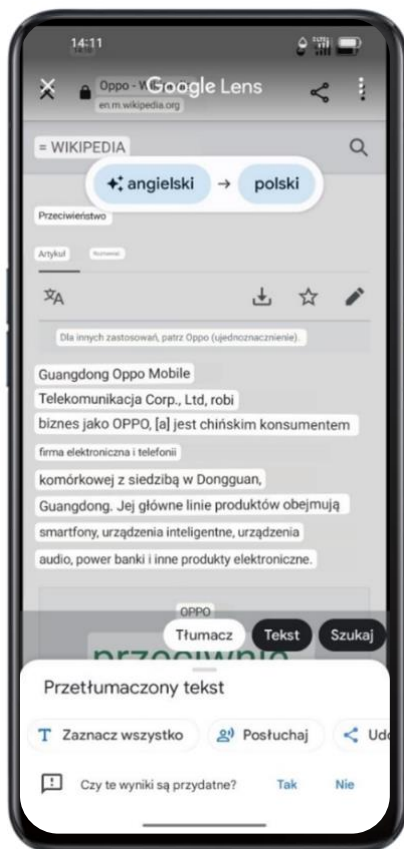 14:11
Oppo - W
Google Lens
en.m.wikipedia.org
= WIKIPEDIA
angielski → polski
Przeciwieństwo
Artykuł
Dla innych zastosowań, patrz Oppo (ujednoznacznienie).
Guangdong Oppo Mobile
Telekomunikacja Corp., Ltd, robi
biznes jako OPPO, [a] jest chińskim konsumentem
firma elektroniczna i telefonii
komórkowej z siedzibą w Dongguan,
Guangdong. Jej główne linie produktów obejmują
smartfony, urządzenia inteligentne, urządzenia
audio, power banki i inne produkty elektroniczne.
OPPO
Tłumacz Tekst Szukaj
przeciwnie
Przetłumaczony tekst
T Zaznacz wszystko Posłuchaj Udo
Czy te wyniki są przydatne? Tak Nie